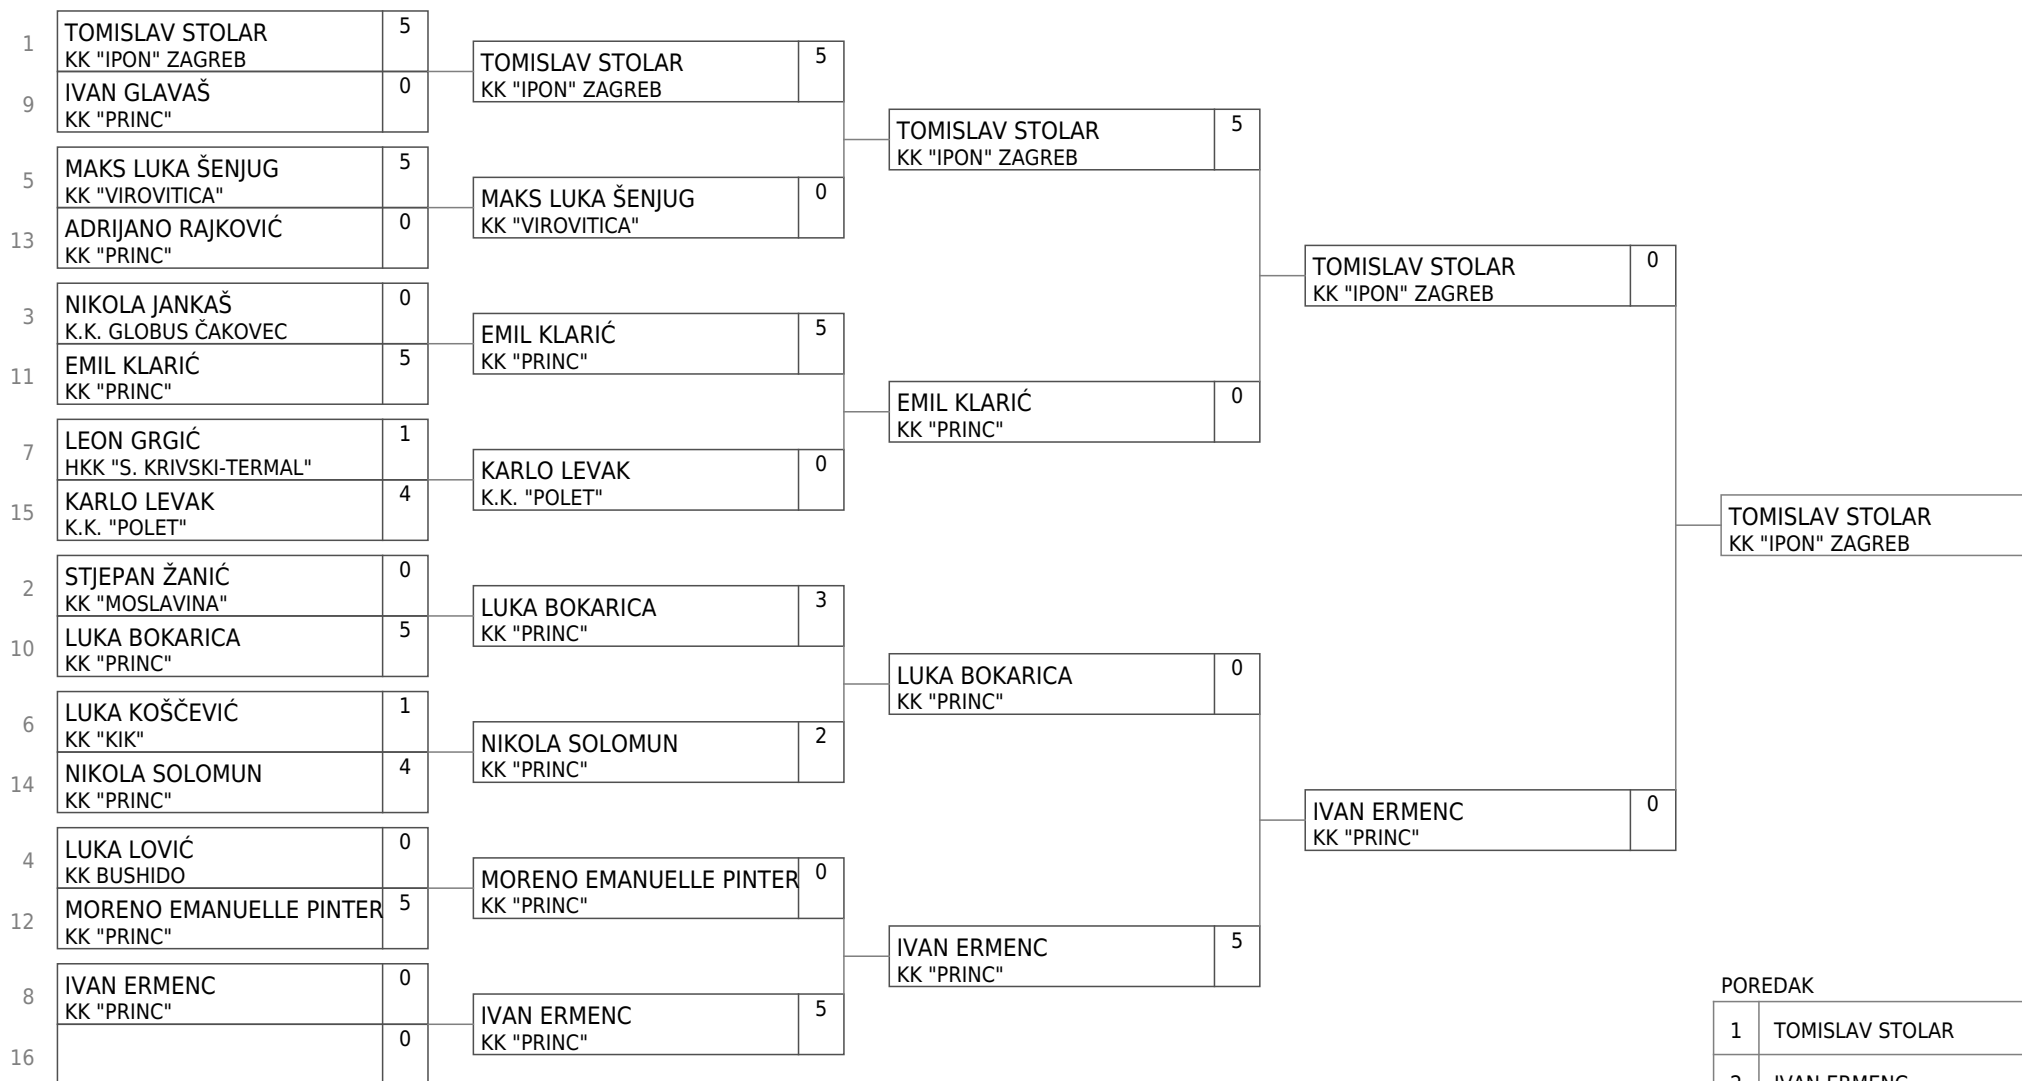 1
TOMISLAV STOLAR
5
KK "IPON" ZAGREB
9
IVAN GLAVAŠ
0
KK "PRINC"
5
MAKS LUKA ŠENJUG
5
KK "VIROVITICA"
13
ADRIJANO RAJKOVIĆ
0
KK "PRINC"
3
NIKOLA JANKAŠ
0
K.K. GLOBUS ČAKOVEC
11
EMIL KLARIĆ
5
KK "PRINC"
7
LEON GRGIĆ
1
HKK "S. KRIVSKI-TERMAL"
15
KARLO LEVAK
4
K.K. "POLET"
2
STJEPAN ŽANIĆ
0
KK "MOSLAVINA"
10
LUKA BOKARICA
5
KK "PRINC"
6
LUKA KOŠČEVIĆ
1
KK "KIK"
14
NIKOLA SOLOMUN
4
KK "PRINC"
4
LUKA LOVIĆ
0
KK BUSHIDO
12
MORENO EMANUELLE PINTER
5
KK "PRINC"
8
IVAN ERMENC
0
KK "PRINC"
16
0
TOMISLAV STOLAR
5
KK "IPON" ZAGREB
MAKS LUKA ŠENJUG
0
KK "VIROVITICA"
EMIL KLARIĆ
5
KK "PRINC"
KARLO LEVAK
0
K.K. "POLET"
LUKA BOKARICA
3
KK "PRINC"
NIKOLA SOLOMUN
2
KK "PRINC"
MORENO EMANUELLE PINTER
0
KK "PRINC"
IVAN ERMENC
5
KK "PRINC"
TOMISLAV STOLAR
5
KK "IPON" ZAGREB
EMIL KLARIĆ
0
KK "PRINC"
LUKA BOKARICA
0
KK "PRINC"
IVAN ERMENC
5
KK "PRINC"
TOMISLAV STOLAR
0
KK "IPON" ZAGREB
IVAN ERMENC
0
KK "PRINC"
TOMISLAV STOLAR
KK "IPON" ZAGREB
POREDAK
1 TOMISLAV STOLAR
2 IVAN ERMENC